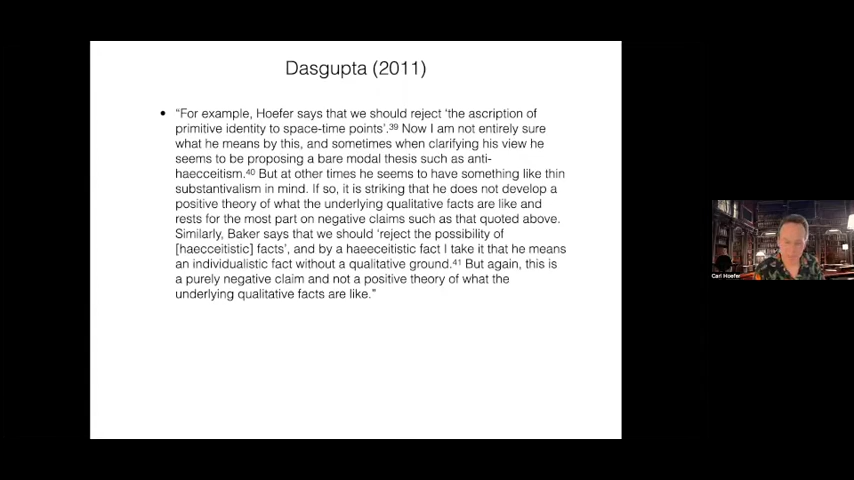 Dasgupta (2011)
• “For example, Hoefer says that we should reject ‘the ascription of
primitive identity to space-time points’.³⁹ Now I am not entirely sure
what he means by this, and sometimes when clarifying his view he
seems to be proposing a bare modal thesis such as anti-
haecceitism.⁴⁰ But at other times he seems to have something like thin
substantivalism in mind. If so, it is striking that he does not develop a
positive theory of what the underlying qualitative facts are like and
rests for the most part on negative claims such as that quoted above.
Similarly, Baker says that we should ‘reject the possibility of
[haecceitistic] facts’, and by a haeeceitistic fact I take it that he means
an individualistic fact without a qualitative ground.⁴¹ But again, this is
a purely negative claim and not a positive theory of what the
underlying qualitative facts are like.”
Carl Hoefer